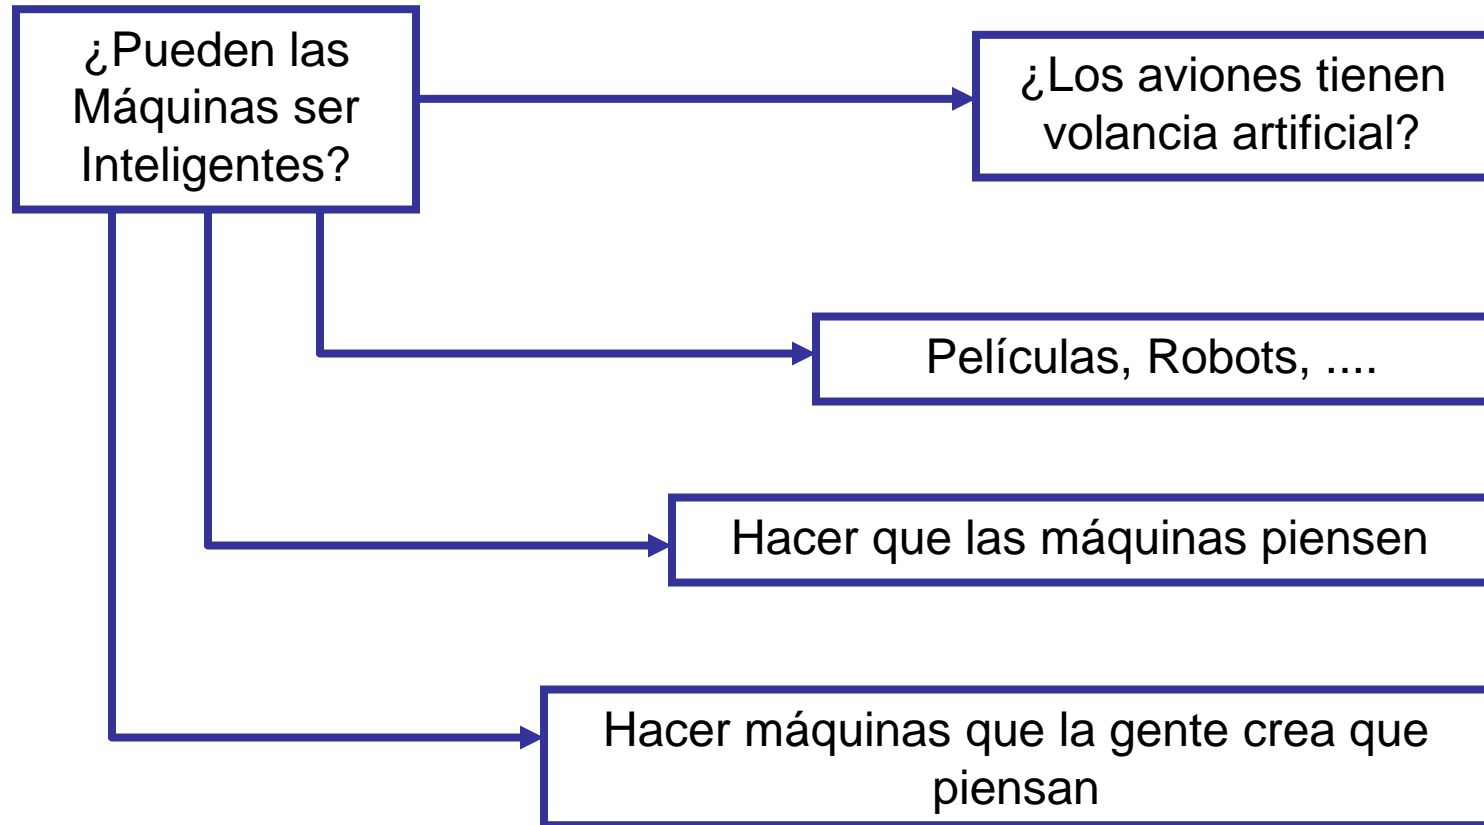 ¿Pueden las
Máquinas ser
Inteligentes?
¿Los aviones tienen
volancia artificial?
Películas, Robots, ....
Hacer que las máquinas piensen
Hacer máquinas que la gente crea que
piensan